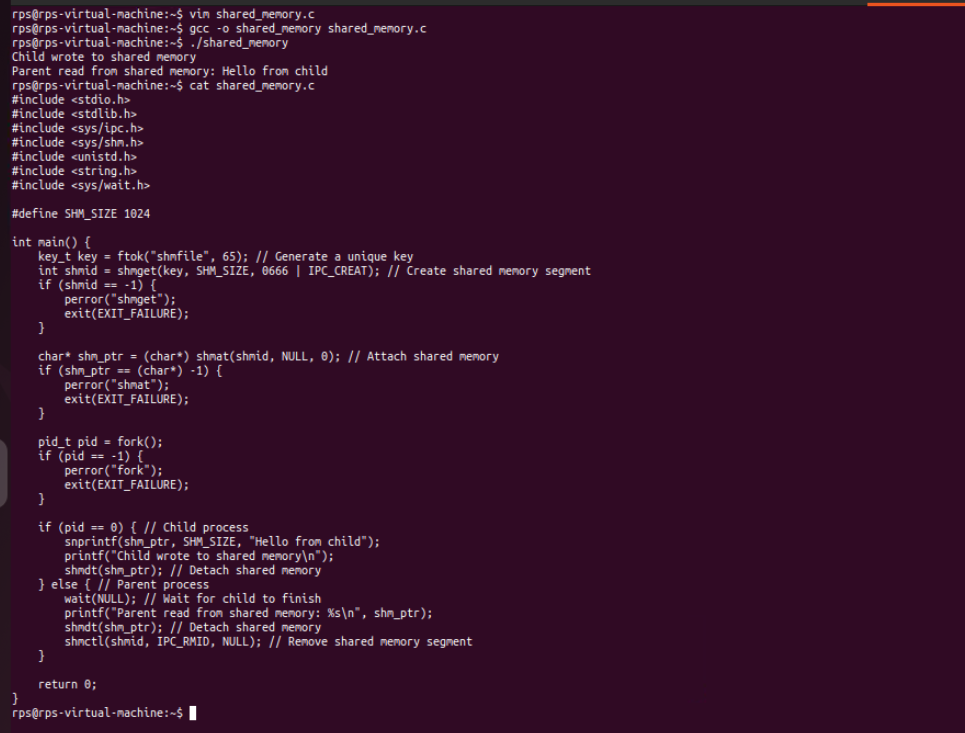 rps@rps-virtual-machine:~$ vim shared_memory.c
rps@rps-virtual-machine:~$ gcc -o shared_memory shared_memory.c
rps@rps-virtual-machine:~$ ./shared_memory
Child wrote to shared memory
Parent read from shared memory: Hello from child
rps@rps-virtual-machine:~$ cat shared_memory.c
#include <stdio.h>
#include <stdlib.h>
#include <sys/ipc.h>
#include <sys/shm.h>
#include <unistd.h>
#include <string.h>
#include <sys/wait.h>

#define SHM_SIZE 1024

int main() {
    key_t key = ftok("shmfile", 65); // Generate a unique key
    int shmid = shmget(key, SHM_SIZE, 0666 | IPC_CREAT); // Create shared memory segment
    if (shmid == -1) {
        perror("shmget");
        exit(EXIT_FAILURE);
    }

    char* shm_ptr = (char*) shmat(shmid, NULL, 0); // Attach shared memory
    if (shm_ptr == (char*) -1) {
        perror("shmat");
        exit(EXIT_FAILURE);
    }

    pid_t pid = fork();
    if (pid == -1) {
        perror("fork");
        exit(EXIT_FAILURE);
    }

    if (pid == 0) { // Child process
        snprintf(shm_ptr, SHM_SIZE, "Hello from child");
        printf("Child wrote to shared memory\n");
        shmdt(shm_ptr); // Detach shared memory
    } else { // Parent process
        wait(NULL); // Wait for child to finish
        printf("Parent read from shared memory: %s\n", shm_ptr);
        shmdt(shm_ptr); // Detach shared memory
        shmctl(shmid, IPC_RMID, NULL); // Remove shared memory segment
    }

    return 0;
}
rps@rps-virtual-machine:~$